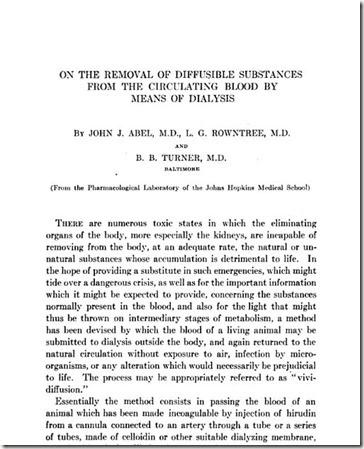 ON THE REMOVAL OF DIFFUSIBLE SUBSTANCES
FROM THE CIRCULATING BLOOD BY
MEANS OF DIALYSIS
BY JOHN J. ABEL, M.D., L. G. ROWNTREE, M.D.
AND
B. B. TURNER, M.D.
BALTIMORE
(From the Pharmacological Laboratory of the Johns Hopkins Medical School)
THERE are numerous toxic states in which the eliminating
organs of the body, more especially the kidneys, are incapable of
removing from the body, at an adequate rate, the natural or un-
natural substances whose accumulation is detrimental to life. In
the hope of providing a substitute in such emergencies, which might
tide over a dangerous crisis, as well as for the important information
which it might be expected to provide, concerning the substances
normally present in the blood, and also for the light that might
thus be thrown on intermediary stages of metabolism, a method
has been devised by which the blood of a living animal may be
submitted to dialysis outside the body, and again returned to the
natural circulation without exposure to air, infection by micro-
organisms, or any alteration which would necessarily be prejudicial
to life. The process may be appropriately referred to as "vivi-
diffusion."
Essentially the method consists in passing the blood of an
animal which has been made incoagulable by injection of hirudin
from a cannula connected to an artery through a tube or a series
of tubes, made of celloidin or other suitable dialyzing membrane,